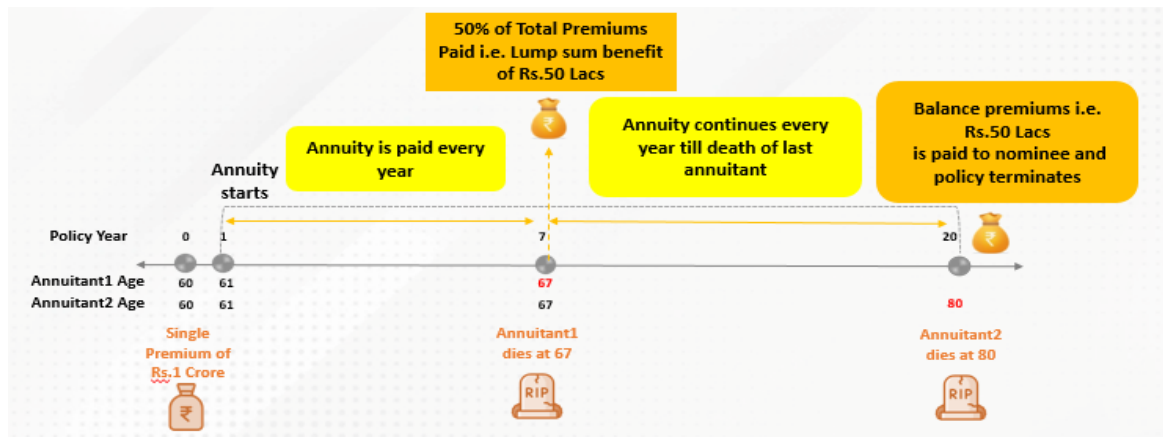 50% of Total Premiums
Paid i.e. Lump sum benefit
of Rs.50 Lacs
Annuity is paid every
year
Annuity continues every
year till death of last
annuitant
Balance premiums i.e.
Rs.50 Lacs
is paid to nominee and
policy terminates
Annuity
starts
Policy Year 0 1 7 20
Annuitant1 Age 60 61 67
Annuitant2 Age 60 61 67 80
Single
Premium of
Rs.1 Crore
Annuitant1
dies at 67
RIP
Annuitant2
dies at 80
RIP